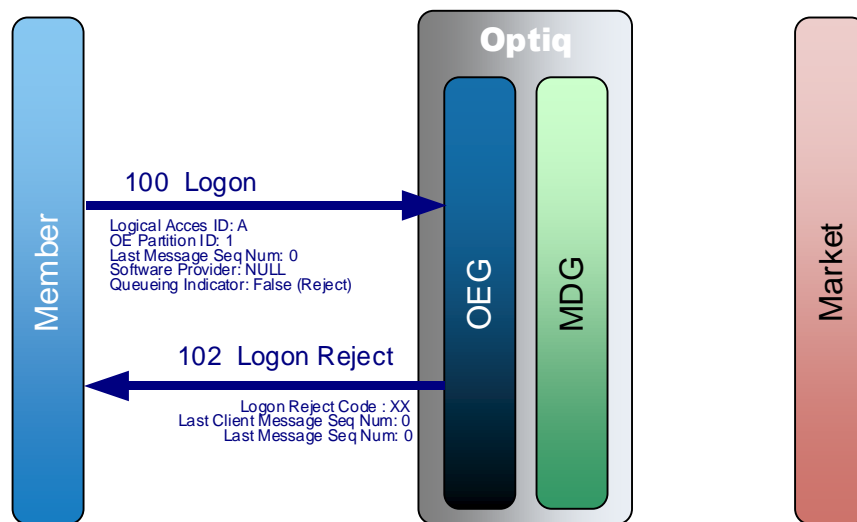 Optiq
100 Logon
Logical Acces ID: A
OE Partition ID: 1
Last Message Seq Num: 0
Software Provider: NULL
Queueing Indicator: False (Reject)
Member
OEG
MDG
Market
102 Logon Reject
Logon Reject Code : XX
Last Client Message Seq Num: 0
Last Message Seq Num: 0